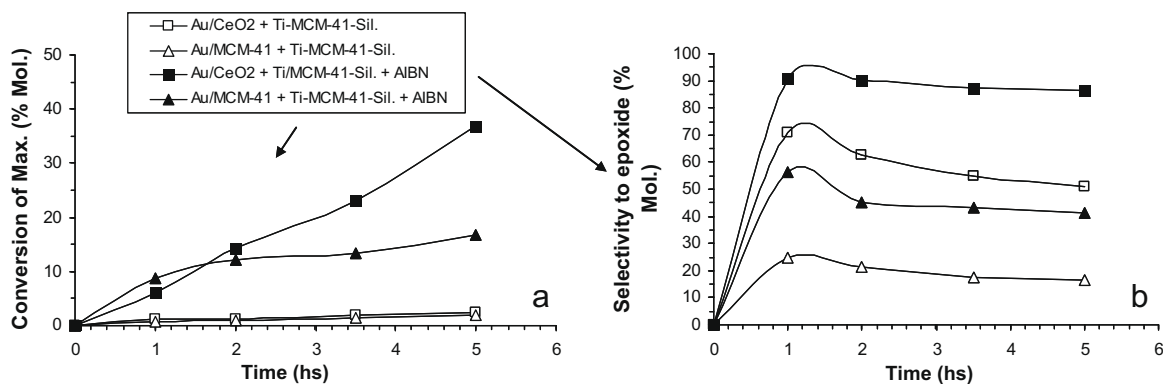 Au/CeO2 + Ti-MCM-41-Sil.
Au/MCM-41 + Ti-MCM-41-Sil.
Au/CeO2 + Ti/MCM-41-Sil. + AIBN
Au/MCM-41 + Ti-MCM-41-Sil. + AIBN
Conversion of Max. (% Mol.)
50
40
30
20
10
0
0 1 2 3 4 5 6
Time (hs)
a
Selectivity to epoxide (%
Mol.)
100
90
80
70
60
50
40
30
20
10
0
0 1 2 3 4 5 6
Time (hs)
b